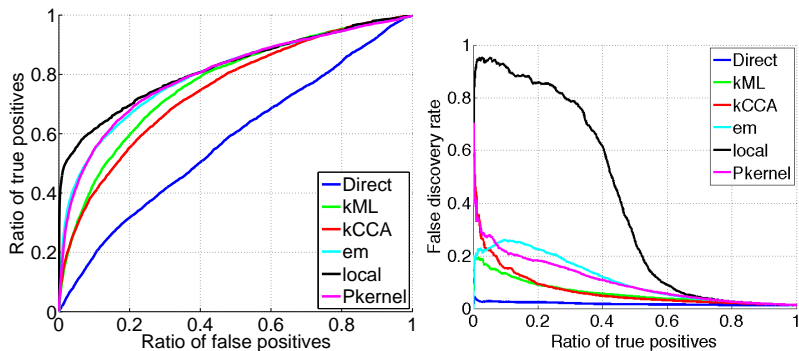 Ratio of true positives
1
0.8
0.6
0.4
0.2
0
0
0.2
0.4
0.6
0.8
1
Ratio of false positives
Direct
kML
kCCA
em
local
Pkernel
False discovery rate
1
0.8
0.6
0.4
0.2
0
0
0.2
0.4
0.6
0.8
1
Ratio of true positives
Direct
kML
kCCA
em
local
Pkernel